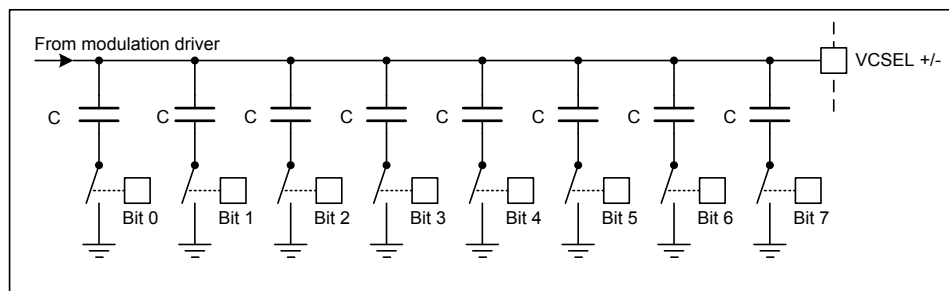 From modulation driver
VCSEL +/-
C C C C C C C C
Bit 0 Bit 1 Bit 2 Bit 3 Bit 4 Bit 5 Bit 6 Bit 7